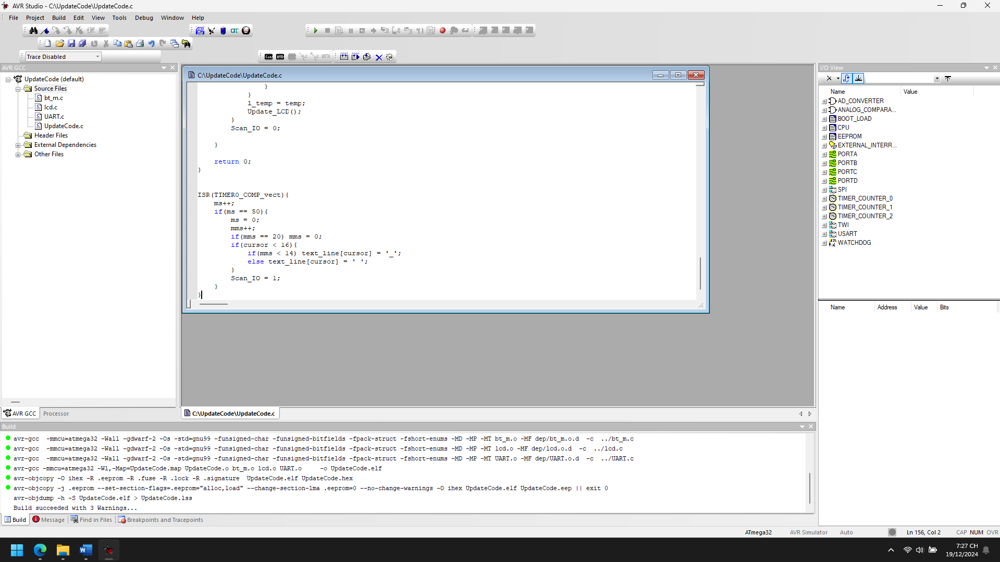 AVR Studio - C:\UpdateCode\UpdateCode.c
File Project Build Edit View Tools Debug Window Help
Trace Disabled
Con AVR AUTO
AVR GCC
UpdateCode (default)
Source Files
bt_m.c
lcd.c
UART.c
UpdateCode.c
Header Files
External Dependencies
Other Files
AVR GCC Processor
C:\UpdateCode\UpdateCode.c
}
}
l_temp = temp;
Update_LCD();
}
Scan_IO = 0;
}
return 0;
}
ISR(TIMER0_COMP_vect){
ms++;
if(ms == 50){
ms = 0;
mms++;
if(mms == 20) mms = 0;
if(cursor < 16){
if(mms < 14) text_line[cursor] = '_';
else text_line[cursor] = ' ';
}
Scan_IO = 1;
}
}
C:\UpdateCode\UpdateCode.c
I/O View
Name Value
AD_CONVERTER
ANALOG_COMPARA...
BOOT_LOAD
CPU
EEPROM
EXTERNAL_INTERR...
PORTA
PORTB
PORTC
PORTD
SPI
TIMER_COUNTER_0
TIMER_COUNTER_1
TIMER_COUNTER_2
TWI
USART
WATCHDOG
Name Address Value Bits
Build
avr-gcc -mmcu=atmega32 -Wall -gdwarf-2 -Os -std=gnu99 -funsigned-char -funsigned-bitfields -fpack-struct -fshort-enums -MD -MP -MT bt_m.o -MF dep/bt_m.o.d -c ../bt_m.c
avr-gcc -mmcu=atmega32 -Wall -gdwarf-2 -Os -std=gnu99 -funsigned-char -funsigned-bitfields -fpack-struct -fshort-enums -MD -MP -MT lcd.o -MF dep/lcd.o.d -c ../lcd.c
avr-gcc -mmcu=atmega32 -Wall -gdwarf-2 -Os -std=gnu99 -funsigned-char -funsigned-bitfields -fpack-struct -fshort-enums -MD -MP -MT UART.o -MF dep/UART.o.d -c ../UART.c
avr-gcc -mmcu=atmega32 -Wl,-Map=UpdateCode.map UpdateCode.o bt_m.o lcd.o UART.o -o UpdateCode.elf
avr-objcopy -O ihex -R .eeprom -R .fuse -R .lock -R .signature UpdateCode.elf UpdateCode.hex
avr-objcopy -j .eeprom --set-section-flags=.eeprom="alloc,load" --change-section-lma .eeprom=0 --no-change-warnings -O ihex UpdateCode.elf UpdateCode.eep || exit 0
avr-objdump -h -S UpdateCode.elf > UpdateCode.lss
Build succeeded with 3 Warnings...
Build Message Find in Files Breakpoints and Tracepoints
ATmega32 AVR Simulator Auto Ln 156, Col 2 CAP NUM OVR
7:27 CH
19/12/2024